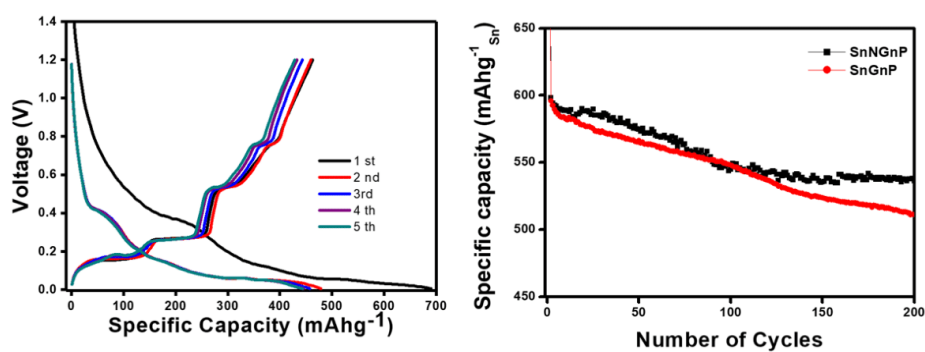 1.4
1.2
1.0
0.8
0.6
0.4
0.2
0.0
Voltage (V)
1 st
2 nd
3rd
4 th
5 th
0 100 200 300 400 500 600 700
Specific Capacity (mAhg-1)
650
600
550
500
450
Specific capacity (mAhg-1Sn)
SnNGnP
SnGnP
0 50 100 150 200
Number of Cycles